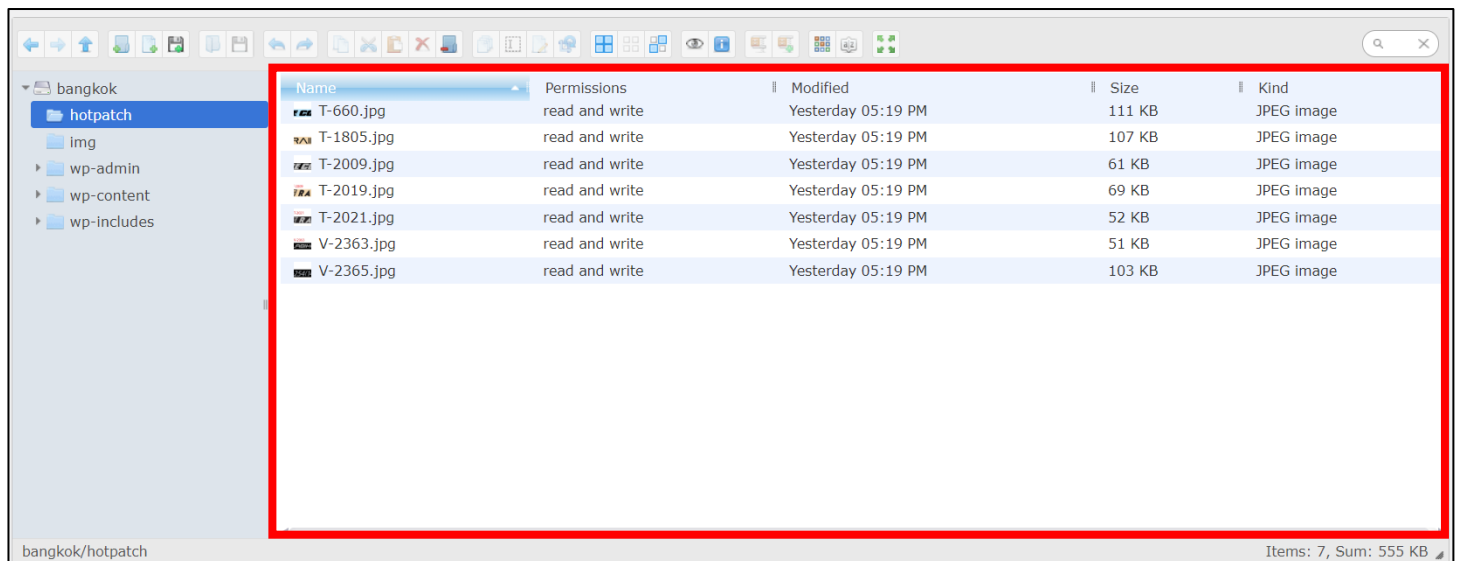 bangkok
hotpatch
img
wp-admin
wp-content
wp-includes
Name Permissions Modified Size Kind
T-660.jpg read and write Yesterday 05:19 PM 111 KB JPEG image
T-1805.jpg read and write Yesterday 05:19 PM 107 KB JPEG image
T-2009.jpg read and write Yesterday 05:19 PM 61 KB JPEG image
T-2019.jpg read and write Yesterday 05:19 PM 69 KB JPEG image
T-2021.jpg read and write Yesterday 05:19 PM 52 KB JPEG image
V-2363.jpg read and write Yesterday 05:19 PM 51 KB JPEG image
V-2365.jpg read and write Yesterday 05:19 PM 103 KB JPEG image
bangkok/hotpatch Items: 7, Sum: 555 KB